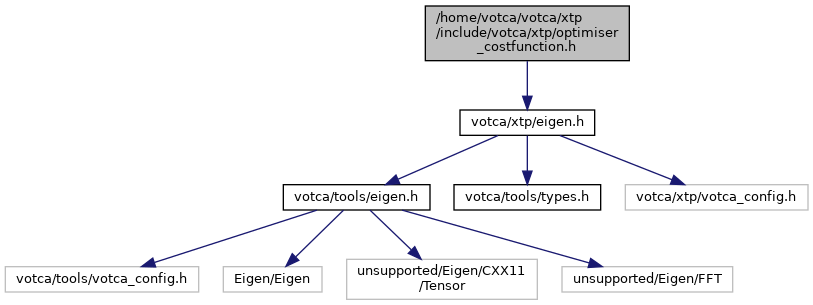 /home/votca/votca/xtp
/include/votca/xtp/optimiser
_costfunction.h
votca/xtp/eigen.h
votca/tools/eigen.h
votca/tools/types.h
votca/xtp/votca_config.h
votca/tools/votca_config.h
Eigen/Eigen
unsupported/Eigen/CXX11
/Tensor
unsupported/Eigen/FFT